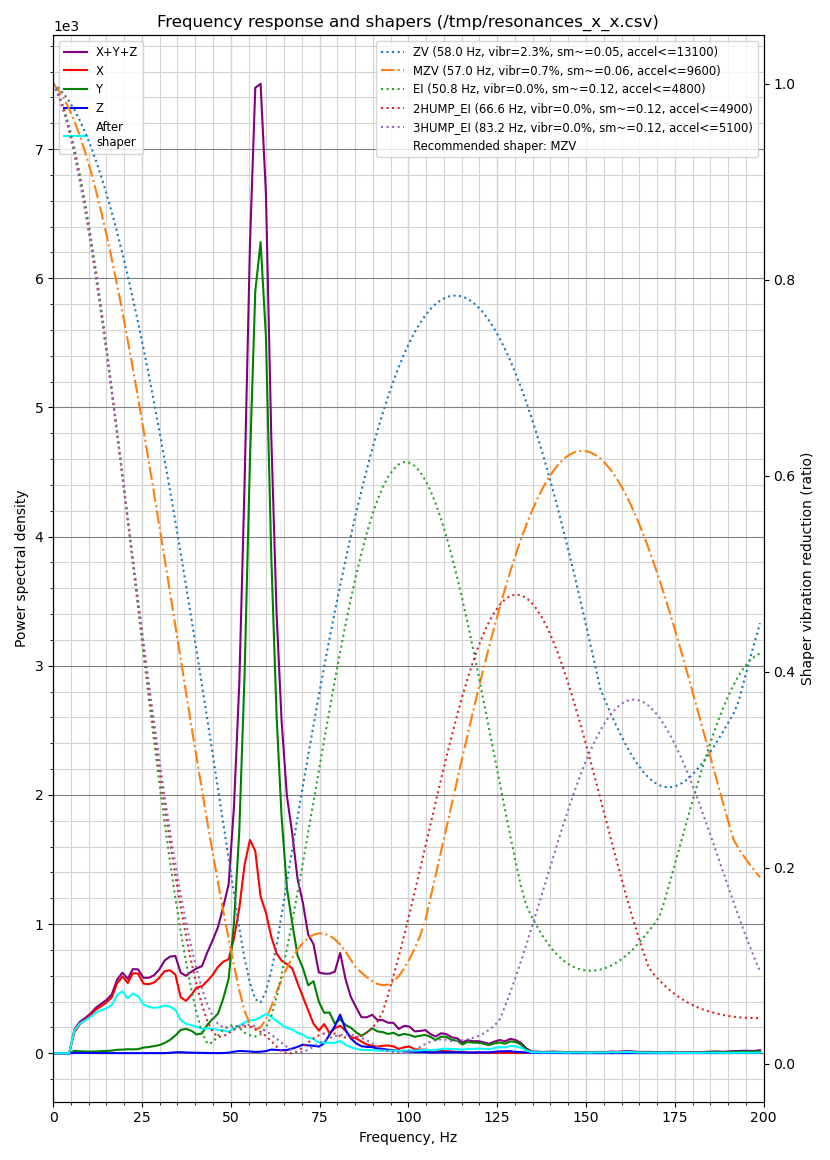 Frequency response and shapers (/tmp/resonances_x_x.csv)
1e3
X+Y+Z
X
Y
Z
After
shaper
ZV (58.0 Hz, vibr=2.3%, sm~=0.05, accel<=13100)
MZV (57.0 Hz, vibr=0.7%, sm~=0.06, accel<=9600)
EI (50.8 Hz, vibr=0.0%, sm~=0.12, accel<=4800)
2HUMP_EI (66.6 Hz, vibr=0.0%, sm~=0.12, accel<=4900)
3HUMP_EI (83.2 Hz, vibr=0.0%, sm~=0.12, accel<=5100)
Recommended shaper: MZV
7
6
5
4
3
2
1
0
Power spectral density
1.0
0.8
0.6
0.4
0.2
0.0
Shaper vibration reduction (ratio)
0 25 50 75 100 125 150 175 200
Frequency, Hz